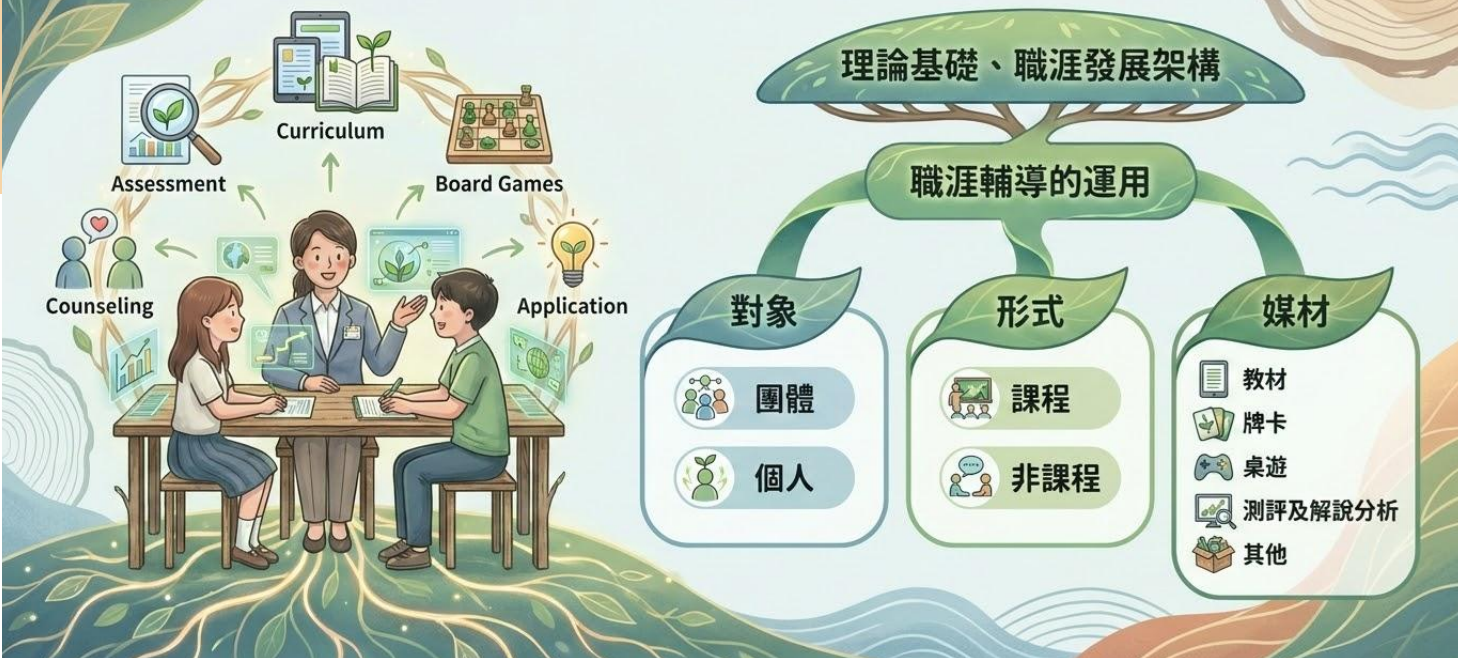 Curriculum
Assessment
Board Games
Counseling
Application
理論基礎、職涯發展架構
職涯輔導的運用
對象
團體
個人
形式
課程
非課程
媒材
教材
牌卡
桌遊
測評及解說分析
其他